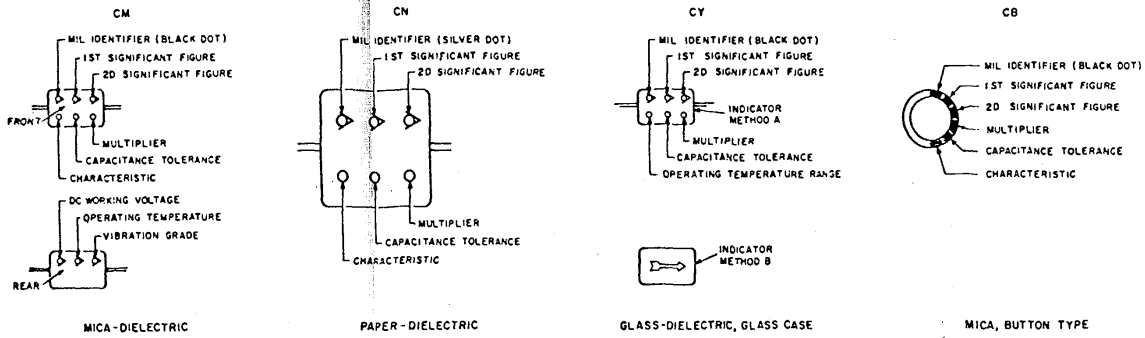 CM
MIL IDENTIFIER (BLACK DOT)
1ST SIGNIFICANT FIGURE
2D SIGNIFICANT FIGURE
FRONT
MULTIPLIER
CAPACITANCE TOLERANCE
CHARACTERISTIC
DC WORKING VOLTAGE
OPERATING TEMPERATURE
VIBRATION GRADE
REAR
MICA-DIELECTRIC
CN
MIL IDENTIFIER (SILVER DOT)
1ST SIGNIFICANT FIGURE
2D SIGNIFICANT FIGURE
MULTIPLIER
CAPACITANCE TOLERANCE
CHARACTERISTIC
PAPER-DIELECTRIC
CY
MIL IDENTIFIER (BLACK DOT)
1ST SIGNIFICANT FIGURE
2D SIGNIFICANT FIGURE
INDICATOR
METHOD A
MULTIPLIER
CAPACITANCE TOLERANCE
OPERATING TEMPERATURE RANGE
INDICATOR
METHOD B
GLASS-DIELECTRIC, GLASS CASE
CB
MIL IDENTIFIER (BLACK DOT)
1ST SIGNIFICANT FIGURE
2D SIGNIFICANT FIGURE
MULTIPLIER
CAPACITANCE TOLERANCE
CHARACTERISTIC
MICA, BUTTON TYPE